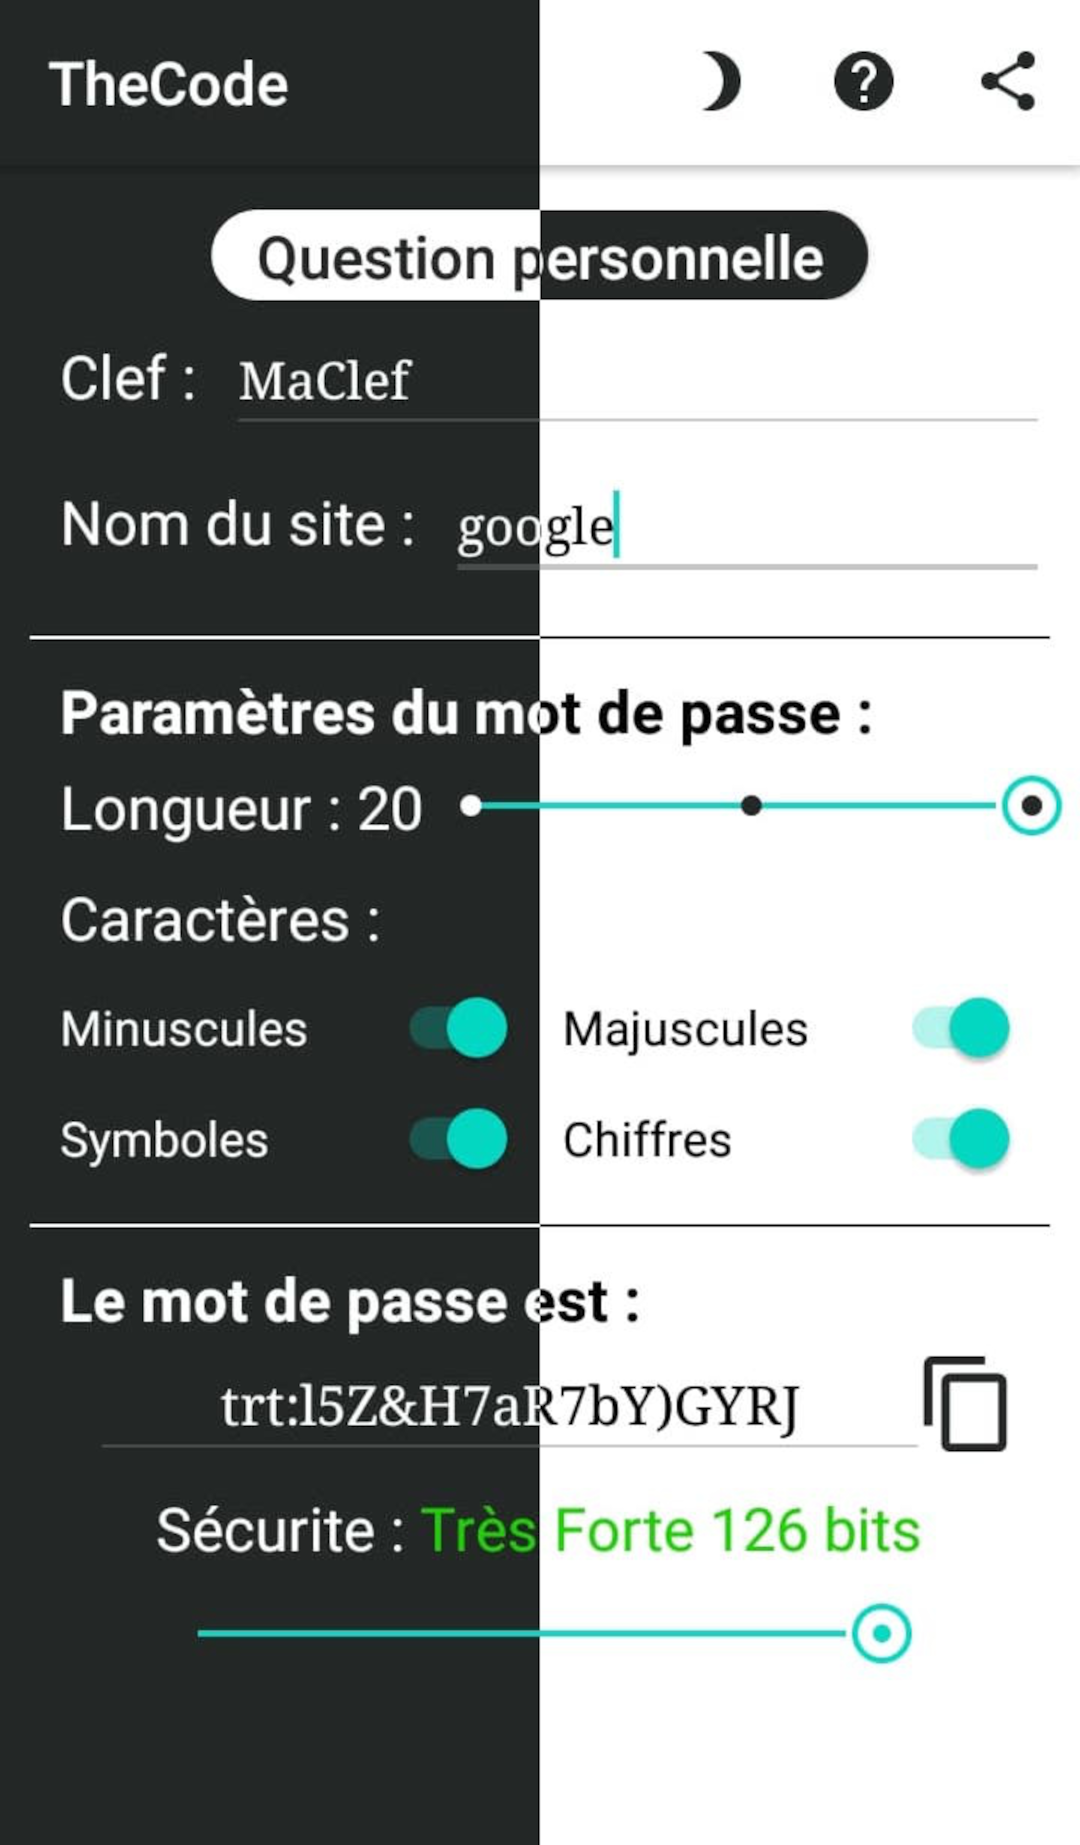 TheCode
Question personnelle
Clef : MaClef
Nom du site : google
Paramètres du mot de passe :
Longueur : 20
Caractères :
Minuscules Majuscules
Symboles Chiffres
Le mot de passe est :
trt:l5Z&H7aR7bY)GYRJ
Sécurite : Très Forte 126 bits